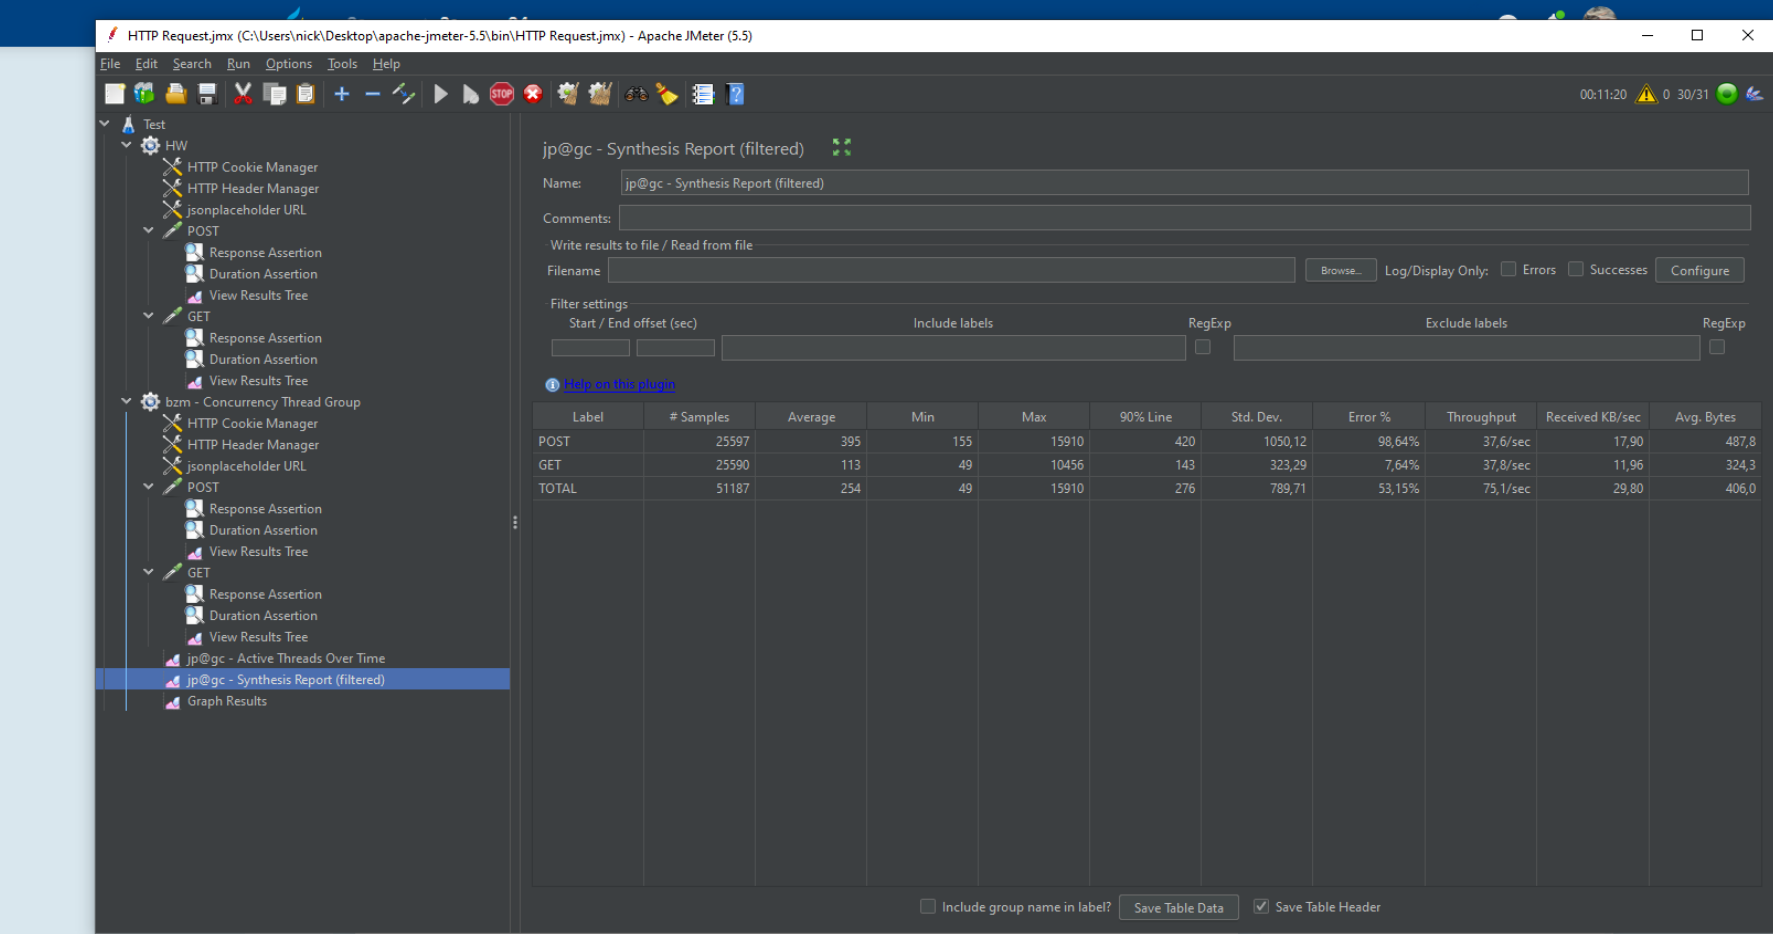 HTTP Request.jmx (C:\Users\nick\Desktop\apache-jmeter-5.5\bin\HTTP Request.jmx) - Apache JMeter (5.5)
File Edit Search Run Options Tools Help
STOP
00:11:20 0 30/31
Test
HW
HTTP Cookie Manager
HTTP Header Manager
jsonplaceholder URL
POST
Response Assertion
Duration Assertion
View Results Tree
GET
Response Assertion
Duration Assertion
View Results Tree
bzm - Concurrency Thread Group
HTTP Cookie Manager
HTTP Header Manager
jsonplaceholder URL
POST
Response Assertion
Duration Assertion
View Results Tree
GET
Response Assertion
Duration Assertion
View Results Tree
jp@gc - Active Threads Over Time
jp@gc - Synthesis Report (filtered)
Graph Results
jp@gc - Synthesis Report (filtered)
Name: jp@gc - Synthesis Report (filtered)
Comments:
Write results to file / Read from file
Filename Browse... Log/Display Only: Errors Successes Configure
Filter settings
Start / End offset (sec) Include labels RegExp Exclude labels RegExp
Help on this plugin
Label # Samples Average Min Max 90% Line Std. Dev. Error % Throughput Received KB/sec Avg. Bytes
POST 25597 395 155 15910 420 1050,12 98,64% 37,6/sec 17,90 487,8
GET 25590 113 49 10456 143 323,29 7,64% 37,8/sec 11,96 324,3
TOTAL 51187 254 49 15910 276 789,71 53,15% 75,1/sec 29,80 406,0
Include group name in label? Save Table Data Save Table Header